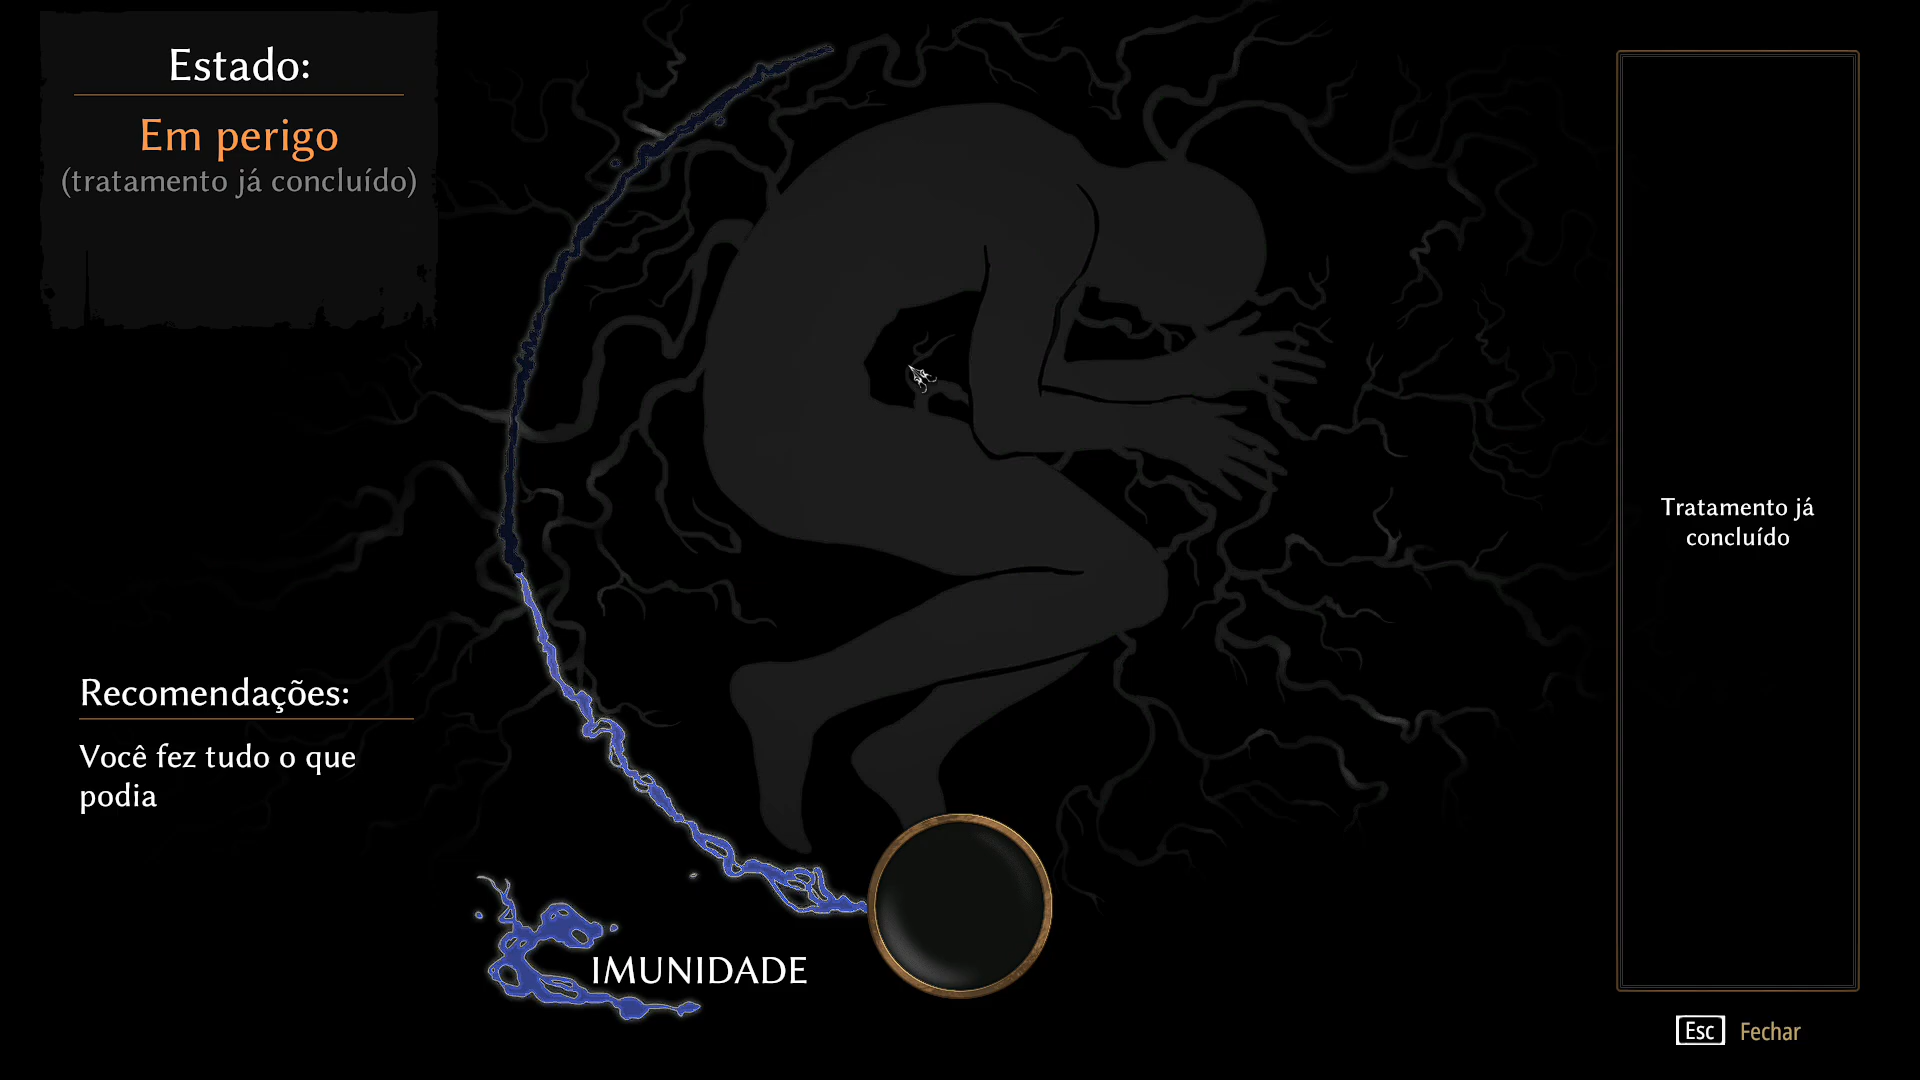 Estado:
Em perigo
(tratamento já concluído)
Recomendações:
Você fez tudo o que
podia
IMUNIDADE
Tratamento já
concluído
Esc Fechar